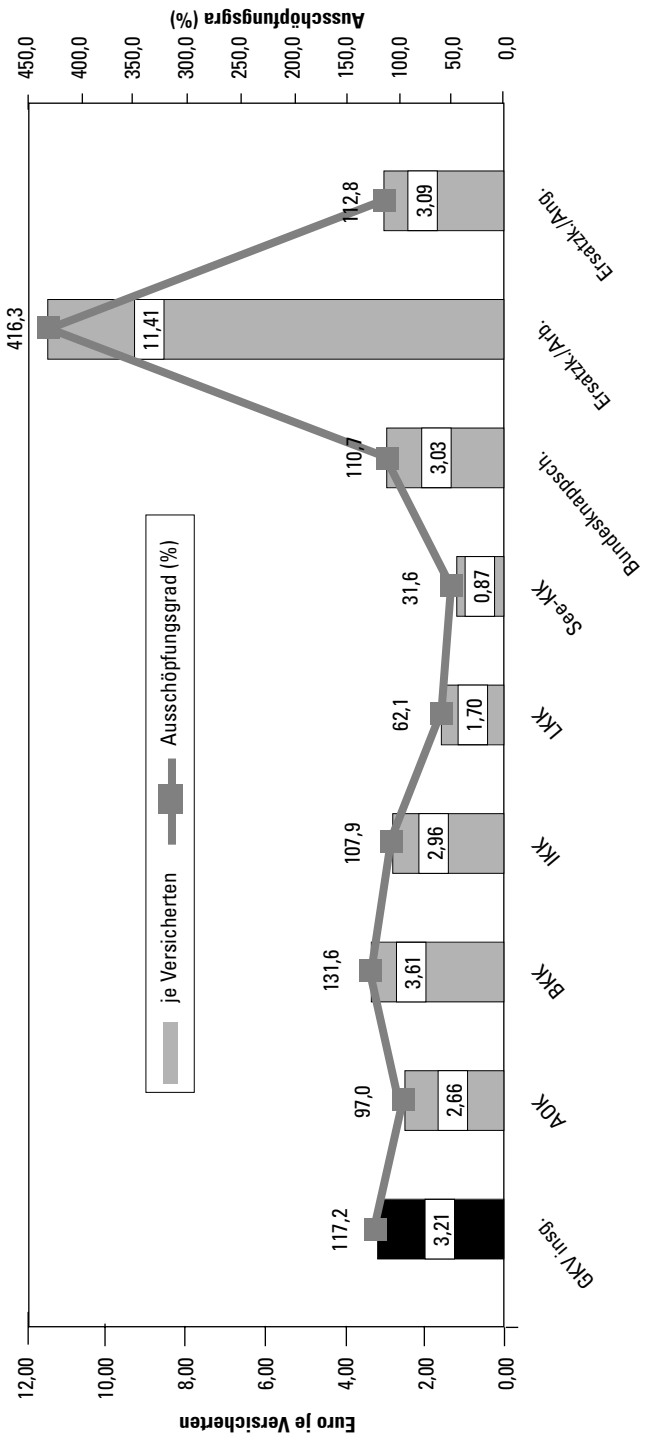 Euro je Versicherten
12,00
10,00
8,00
6,00
4,00
2,00
0,00
je Versicherten
Ausschöpfungsgrad (%)
117,2
97,0
131,6
107,9
62,1
31,6
110,7
416,3
112,8
3,21
2,66
3,61
2,96
1,70
0,87
3,03
11,41
3,09
GKV insg.
AOK
BKK
IKK
LKK
See-KK
Bundesknappsch.
Ersatzk./Arb.
Ersatzk./Ang.
450,0
400,0
350,0
300,0
250,0
200,0
150,0
100,0
50,0
0,0
Ausschöpfungsgra (%)